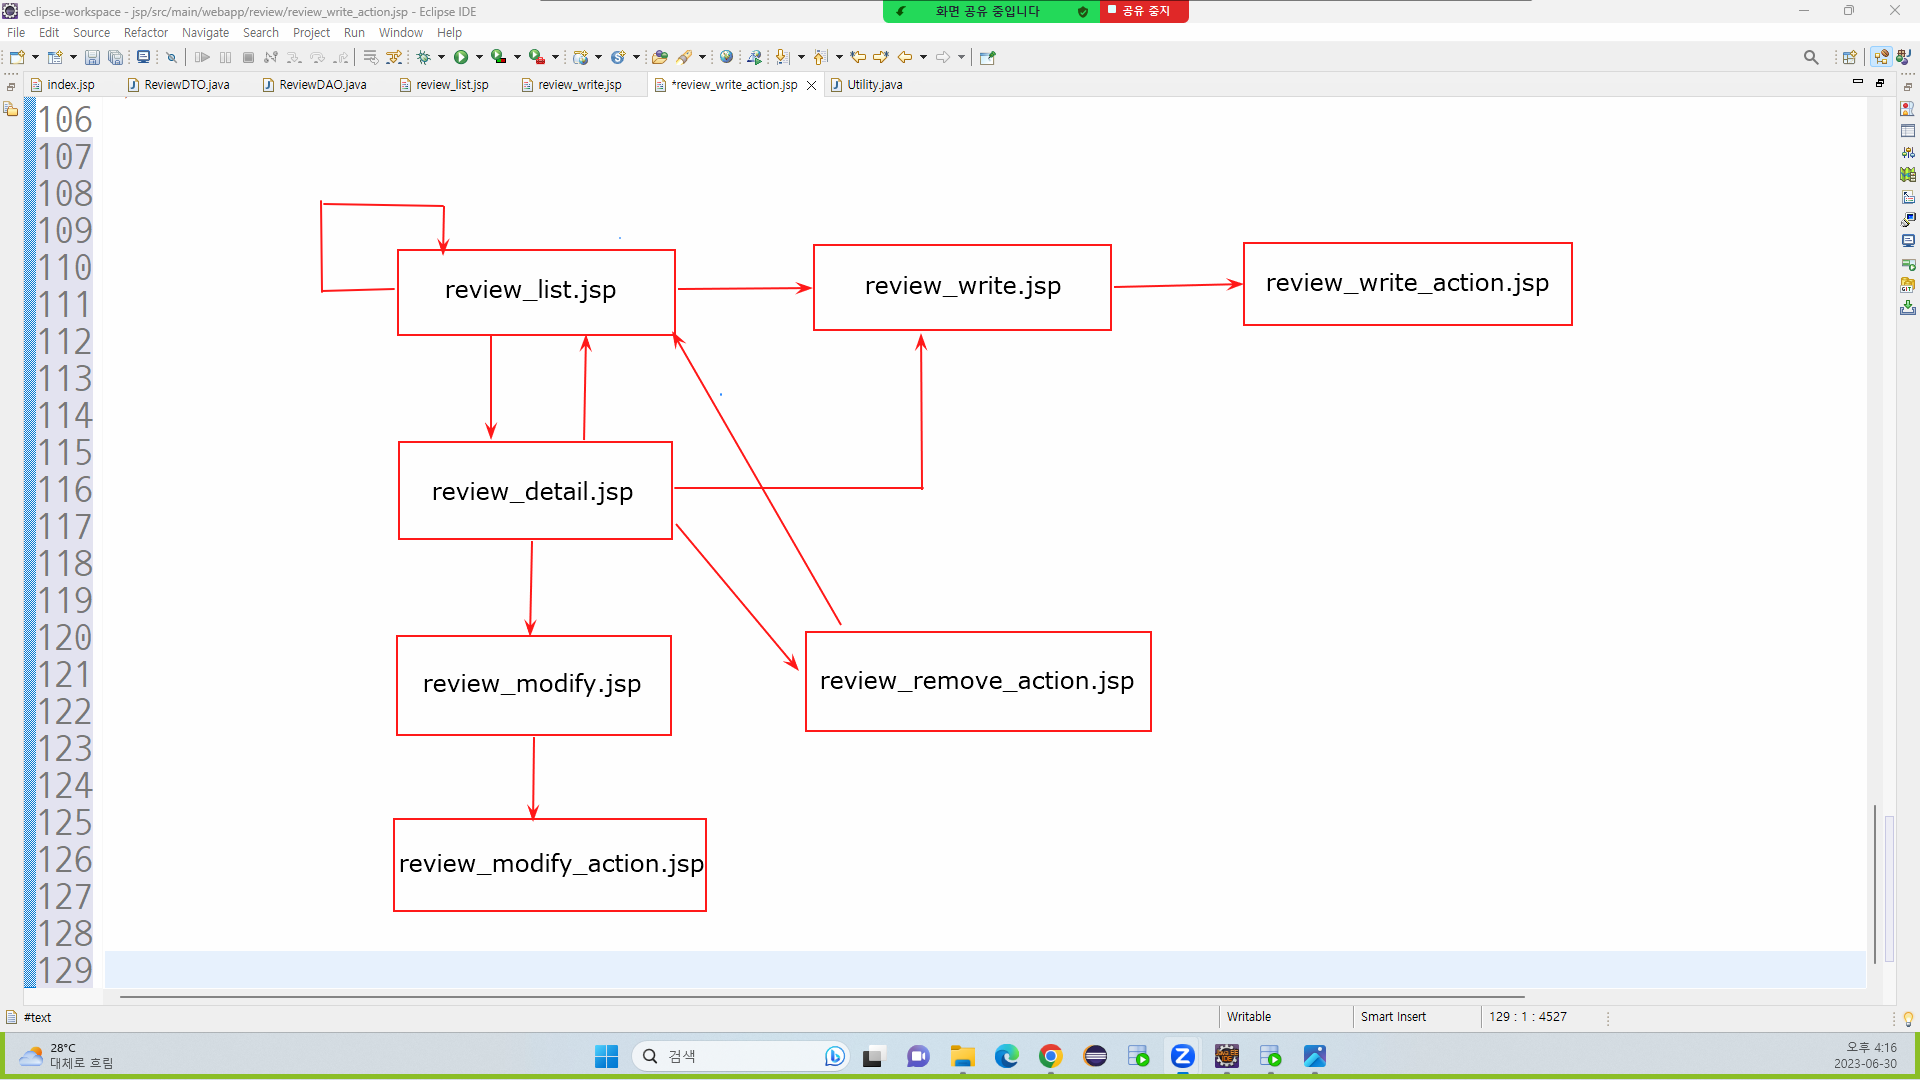 eclipse-workspace - jsp/src/main/webapp/review/review_write_action.jsp - Eclipse IDE
화면 공유 중입니다
공유 중지
File Edit Source Refactor Navigate Search Project Run Window Help
index.jsp
ReviewDTO.java
ReviewDAO.java
review_list.jsp
review_write.jsp
*review_write_action.jsp
Utility.java
106
107
108
109
110
111
112
113
114
115
116
117
118
119
120
121
122
123
124
125
126
127
128
129
review_list.jsp
review_write.jsp
review_write_action.jsp
review_detail.jsp
review_modify.jsp
review_remove_action.jsp
review_modify_action.jsp
#text
Writable
Smart Insert
129 : 1 : 4527
28°C
대체로 흐림
검색
오후 4:16
2023-06-30